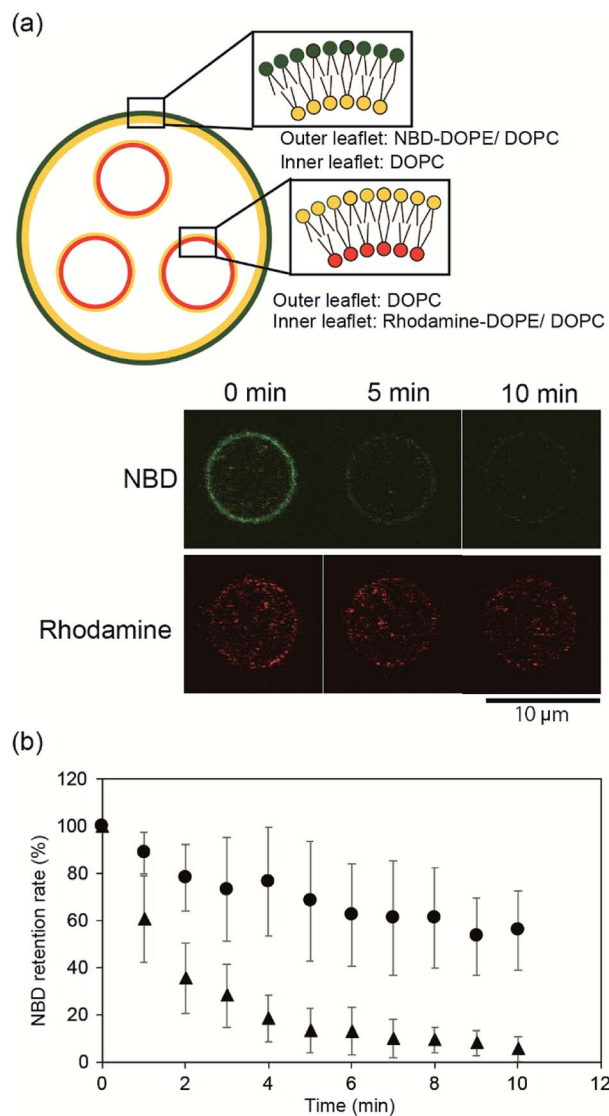 (a)
Outer leaflet: NBD-DOPE/ DOPC
Inner leaflet: DOPC
Outer leaflet: DOPC
Inner leaflet: Rhodamine-DOPE/ DOPC
0 min 5 min 10 min
NBD
Rhodamine
10 µm
(b)
120
100
80
60
40
20
0
NBD retention rate (%)
0 2 4 6 8 10 12
Time (min)